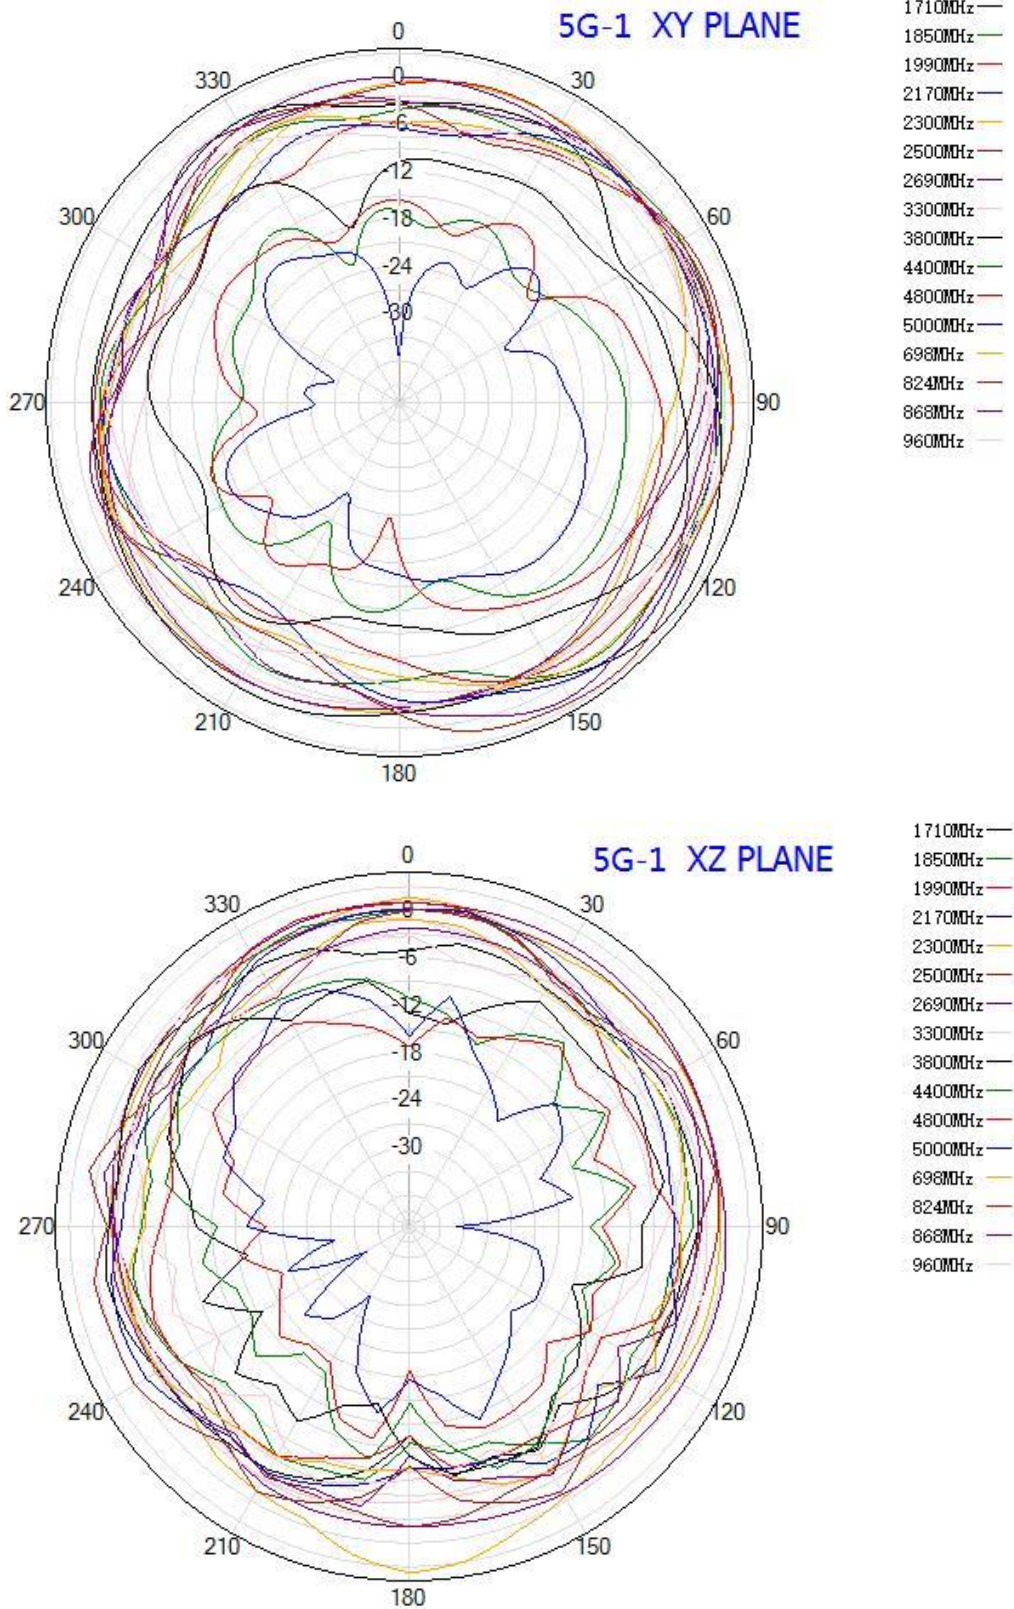 5G-1 XY PLANE
0
330
30
300
60
270
90
240
120
210
150
180
0
-6
-12
-18
-24
-30
1710MHz
1850MHz
1990MHz
2170MHz
2300MHz
2500MHz
2690MHz
3300MHz
3800MHz
4400MHz
4800MHz
5000MHz
698MHz
824MHz
868MHz
960MHz
5G-1 XZ PLANE
0
330
30
300
60
270
90
240
120
210
150
180
0
-6
-12
-18
-24
-30
1710MHz
1850MHz
1990MHz
2170MHz
2300MHz
2500MHz
2690MHz
3300MHz
3800MHz
4400MHz
4800MHz
5000MHz
698MHz
824MHz
868MHz
960MHz